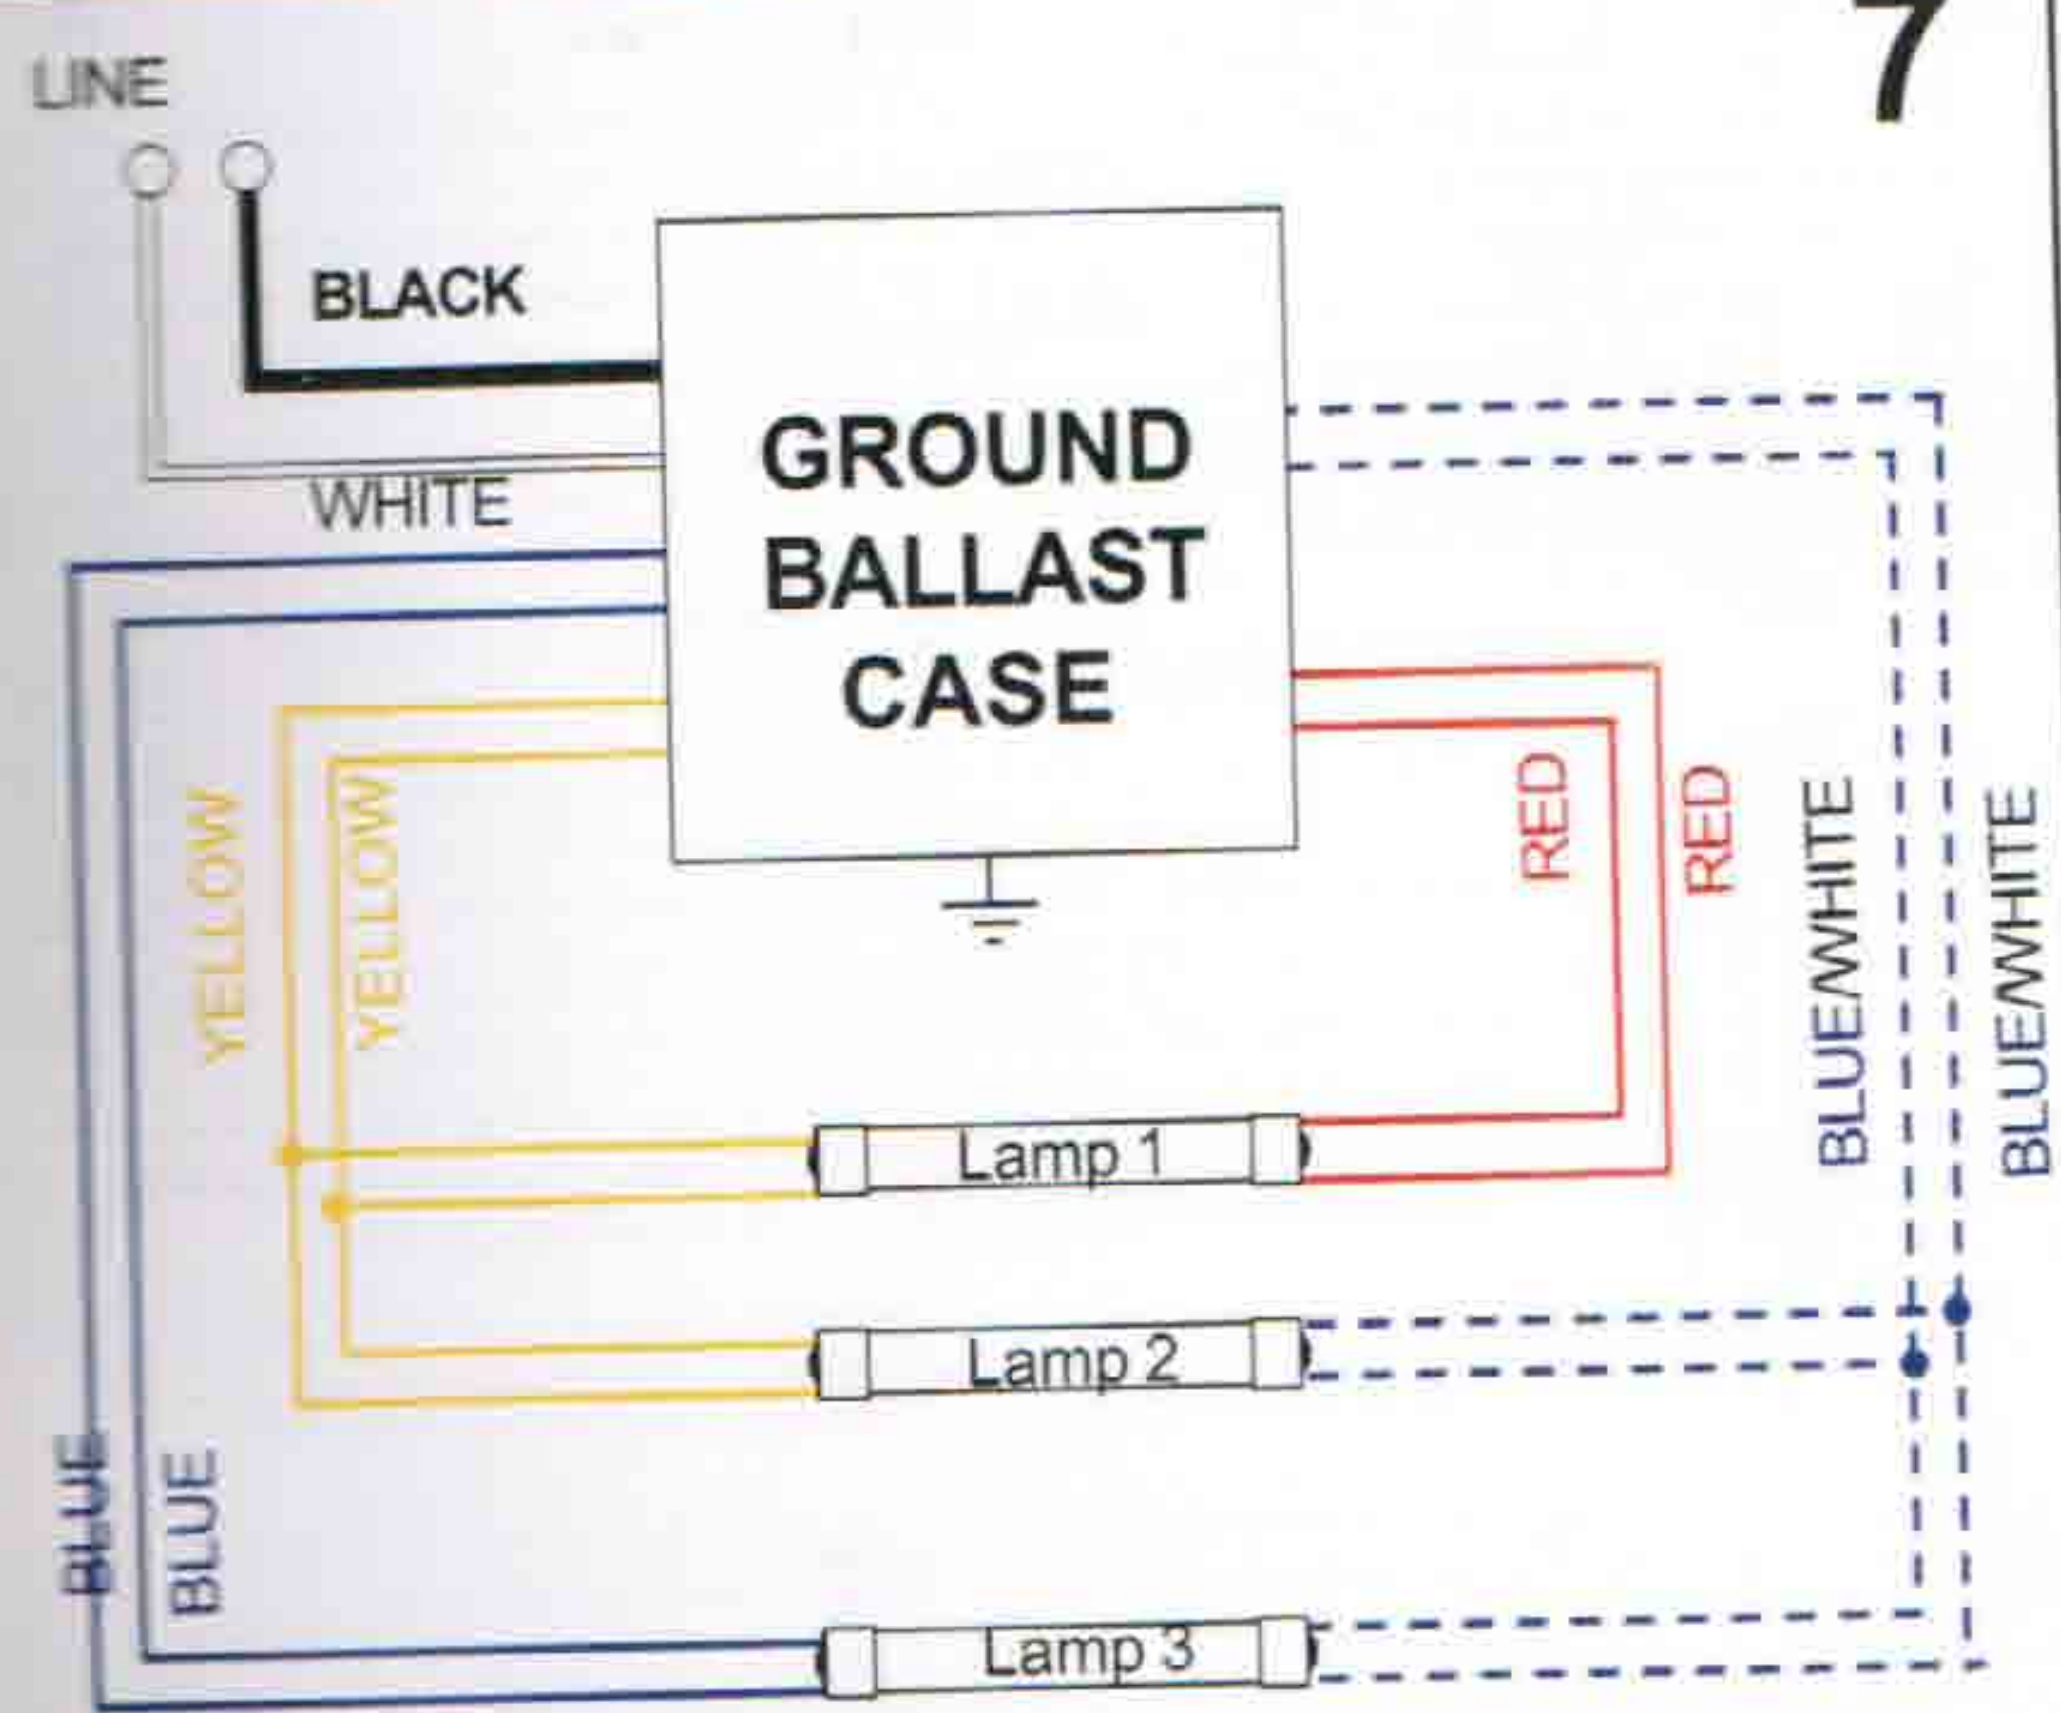 7
LINE
BLACK
WHITE
GROUND
BALLAST
CASE
YELLOW
YELLOW
RED
RED
BLUE/WHITE
BLUE/WHITE
Lamp 1
Lamp 2
BLUE
BLUE
Lamp 3